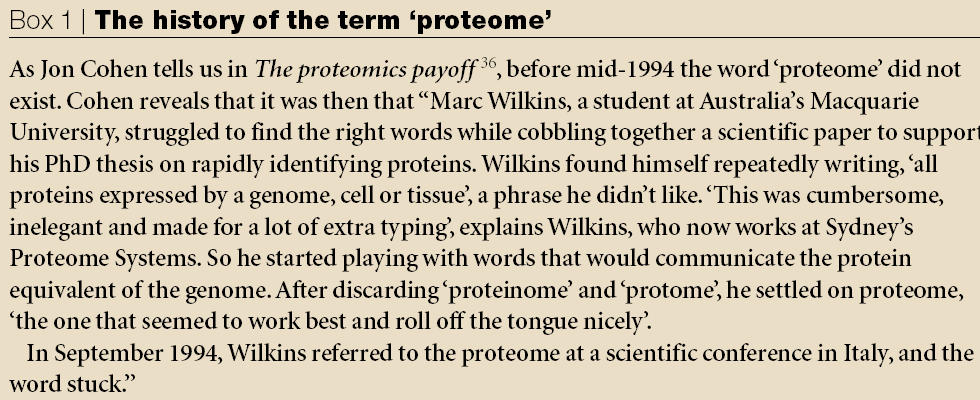 Box 1 | The history of the term ‘proteome’
As Jon Cohen tells us in The proteomics payoff 36, before mid-1994 the word ‘proteome’ did not
exist. Cohen reveals that it was then that “Marc Wilkins, a student at Australia’s Macquarie
University, struggled to find the right words while cobbling together a scientific paper to support
his PhD thesis on rapidly identifying proteins. Wilkins found himself repeatedly writing, ‘all
proteins expressed by a genome, cell or tissue’, a phrase he didn’t like. ‘This was cumbersome,
inelegant and made for a lot of extra typing’, explains Wilkins, who now works at Sydney’s
Proteome Systems. So he started playing with words that would communicate the protein
equivalent of the genome. After discarding ‘proteinome’ and ‘protome’, he settled on proteome,
‘the one that seemed to work best and roll off the tongue nicely’.
In September 1994, Wilkins referred to the proteome at a scientific conference in Italy, and the
word stuck.”